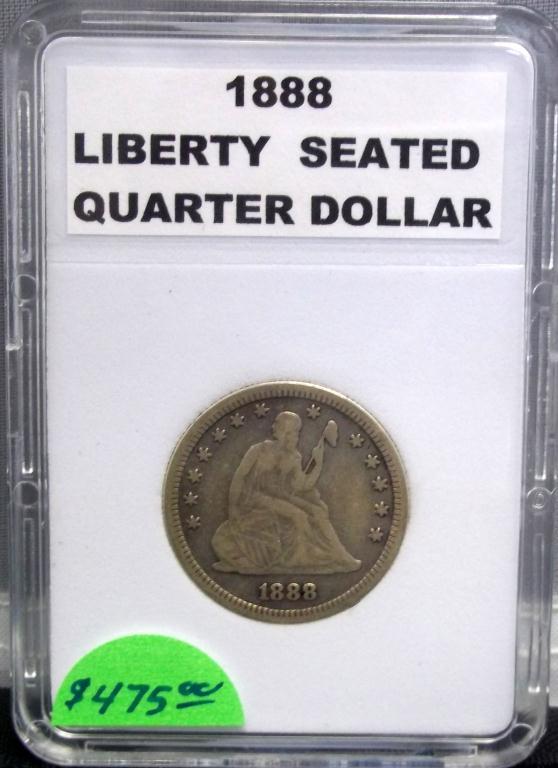 1888
LIBERTY SEATED
QUARTER DOLLAR
1888
$475.00